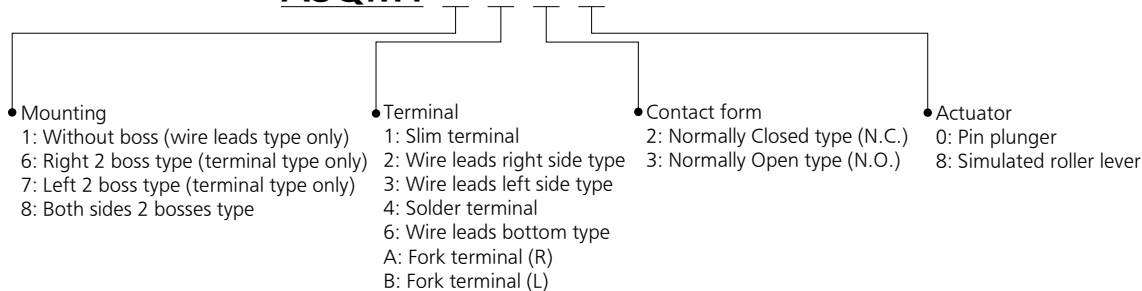 Mounting
1: Without boss (wire leads type only)
6: Right 2 boss type (terminal type only)
7: Left 2 boss type (terminal type only)
8: Both sides 2 bosses type
Terminal
1: Slim terminal
2: Wire leads right side type
3: Wire leads left side type
4: Solder terminal
6: Wire leads bottom type
A: Fork terminal (R)
B: Fork terminal (L)
Contact form
2: Normally Closed type (N.C.)
3: Normally Open type (N.O.)
Actuator
0: Pin plunger
8: Simulated roller lever